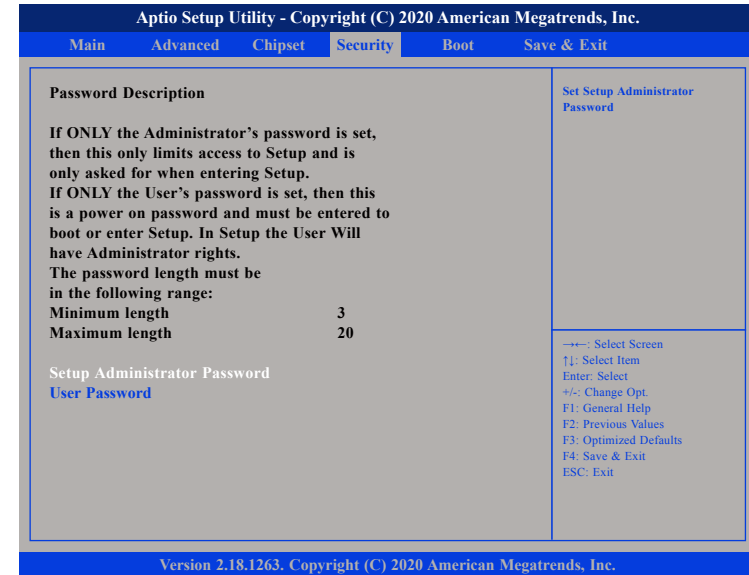 Aptio Setup Utility - Copyright (C) 2020 American Megatrends, Inc.
Main Advanced Chipset Security Boot Save & Exit
Password Description
If ONLY the Administrator's password is set,
then this only limits access to Setup and is
only asked for when entering Setup.
If ONLY the User's password is set, then this
is a power on password and must be entered to
boot or enter Setup. In Setup the User Will
have Administrator rights.
The password length must be
in the following range:
Minimum length 3
Maximum length 20
Setup Administrator Password
User Password
Set Setup Administrator
Password
→←: Select Screen
↑↓: Select Item
Enter: Select
+/-: Change Opt.
F1: General Help
F2: Previous Values
F3: Optimized Defaults
F4: Save & Exit
ESC: Exit
Version 2.18.1263. Copyright (C) 2020 American Megatrends, Inc.